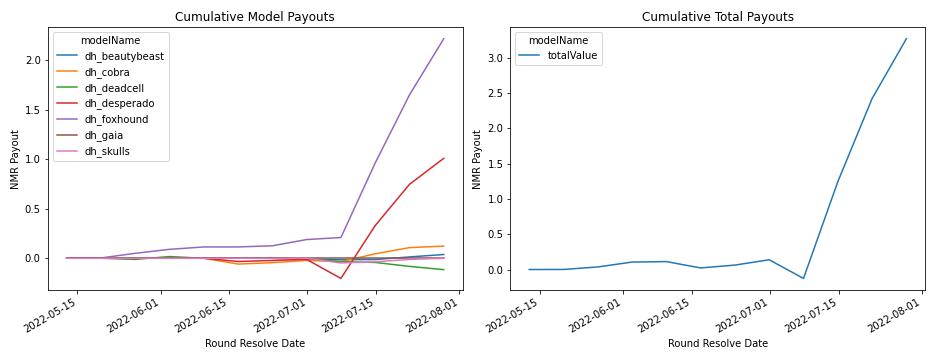 Cumulative Model Payouts
modelName
dh_beautybeast
dh_cobra
dh_deadcell
dh_desperado
dh_foxhound
dh_gaia
dh_skulls
NMR Payout
2.0
1.5
1.0
0.5
0.0
2022-05-15
2022-06-01
2022-06-15
2022-07-01
2022-07-15
2022-08-01
Round Resolve Date
Cumulative Total Payouts
modelName
totalValue
NMR Payout
3.0
2.5
2.0
1.5
1.0
0.5
0.0
2022-05-15
2022-06-01
2022-06-15
2022-07-01
2022-07-15
2022-08-01
Round Resolve Date